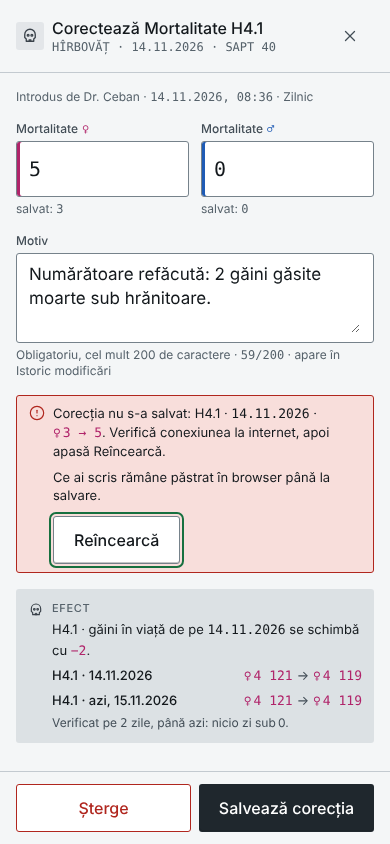 Corectează Mortalitate H4.1
HÎRBOVĂȚ · 14.11.2026 · SAPT 40
Introdus de Dr. Ceban · 14.11.2026, 08:36 · Zilnic
Mortalitate ♀ Mortalitate ♂
5 0
salvat: 3 salvat: 0
Motiv
Numărătoare refăcută: 2 găini găsite
moarte sub hrănitoare.
Obligatoriu, cel mult 200 de caractere · 59/200 · apare în
Istoric modificări
Corecția nu s-a salvat: H4.1 · 14.11.2026 ·
♀3 → 5. Verifică conexiunea la internet, apoi
apasă Reîncearcă.
Ce ai scris rămâne păstrat în browser până la
salvare.
Reîncearcă
EFECT
H4.1 · găini în viață de pe 14.11.2026 se schimbă
cu −2.
H4.1 · 14.11.2026 ♀4 121 → ♀4 119
H4.1 · azi, 15.11.2026 ♀4 121 → ♀4 119
Verificat pe 2 zile, până azi: nicio zi sub 0.
Șterge Salvează corecția